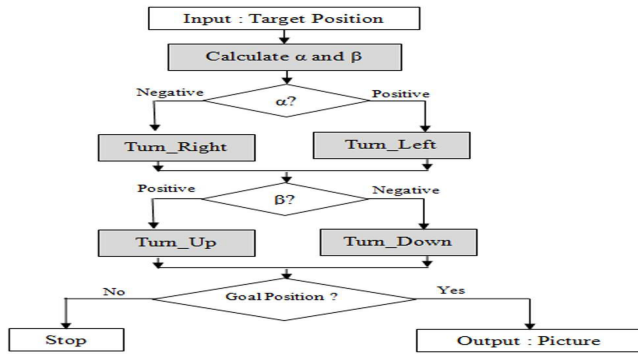 Input : Target Position
Calculate α and β
Negative
α?
Positive
Turn_Right
Turn_Left
Positive
β?
Negative
Turn_Up
Turn_Down
No
Goal Position ?
Yes
Stop
Output : Picture